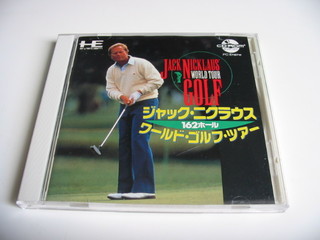 JACK NICKLAUS
WORLD TOUR
GOLF
ジャック・ニクラウス
162ホール
ワールド・ゴルフ・ツアー